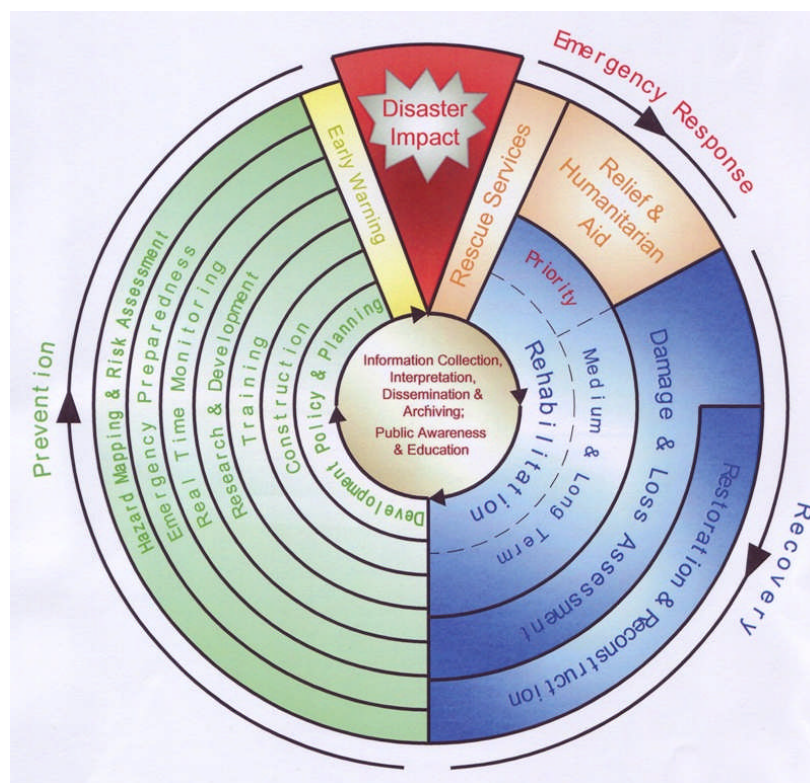 Disaster
Impact
Emergency Response
Early Warning
Rescue Services
Relief &
Humanitarian
Aid
Priority
Rehabilitation
Medium & Long Term
Damage & Loss Assessment
Restoration & Reconstruction
Recovery
Prevention
Hazard Mapping & Risk Assessment
Emergency Preparedness
Real Time Monitoring
Research & Development
Training
Construction
Development Policy & Planning
Information Collection,
Interpretation,
Dissemination &
Archiving;
Public Awareness
& Education